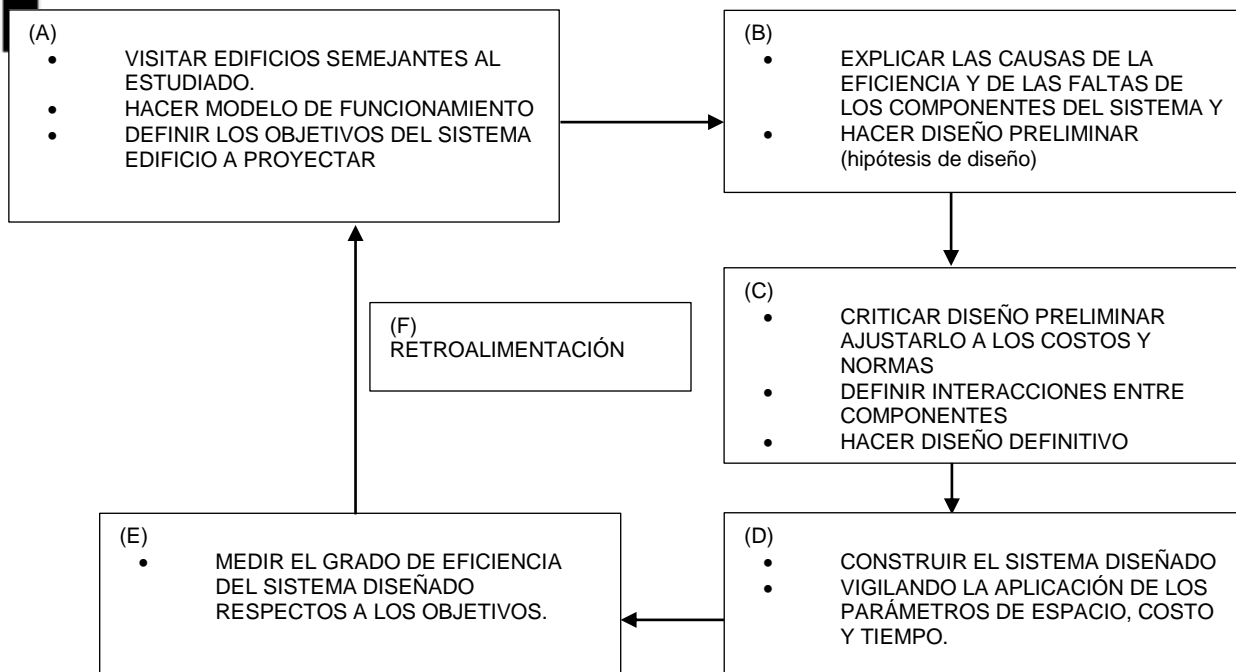 (A)
• VISITAR EDIFICIOS SEMEJANTES AL
ESTUDIADO.
• HACER MODELO DE FUNCIONAMIENTO
• DEFINIR LOS OBJETIVOS DEL SISTEMA
EDIFICIO A PROYECTAR
(B)
• EXPLICAR LAS CAUSAS DE LA
EFICIENCIA Y DE LAS FALTAS DE
LOS COMPONENTES DEL SISTEMA Y
• HACER DISEÑO PRELIMINAR
(hipótesis de diseño)
(C)
• CRITICAR DISEÑO PRELIMINAR
AJUSTARLO A LOS COSTOS Y
NORMAS
• DEFINIR INTERACCIONES ENTRE
COMPONENTES
• HACER DISEÑO DEFINITIVO
(D)
• CONSTRUIR EL SISTEMA DISEÑADO
• VIGILANDO LA APLICACIÓN DE LOS
PARÁMETROS DE ESPACIO, COSTO
Y TIEMPO.
(E)
• MEDIR EL GRADO DE EFICIENCIA
DEL SISTEMA DISEÑADO
RESPECTOS A LOS OBJETIVOS.
(F)
RETROALIMENTACIÓN